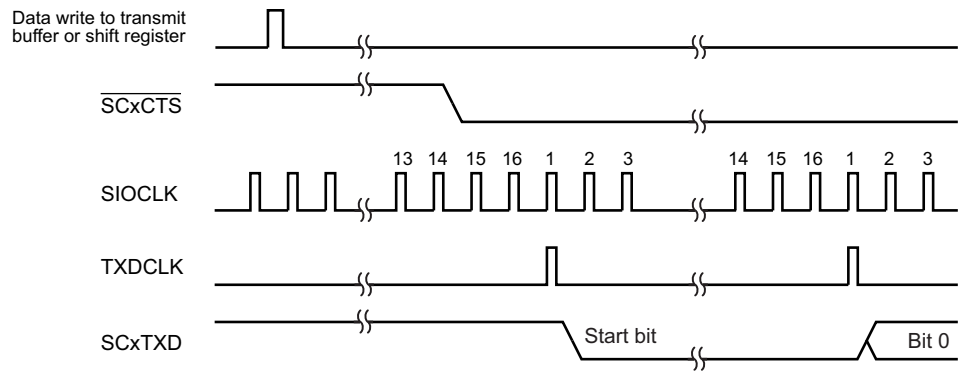 Data write to transmit
buffer or shift register
SCxCTS
13 14 15 16 1 2 3 14 15 16 1 2 3
SIOCLK
TXDCLK
SCxTXD
Start bit
Bit 0